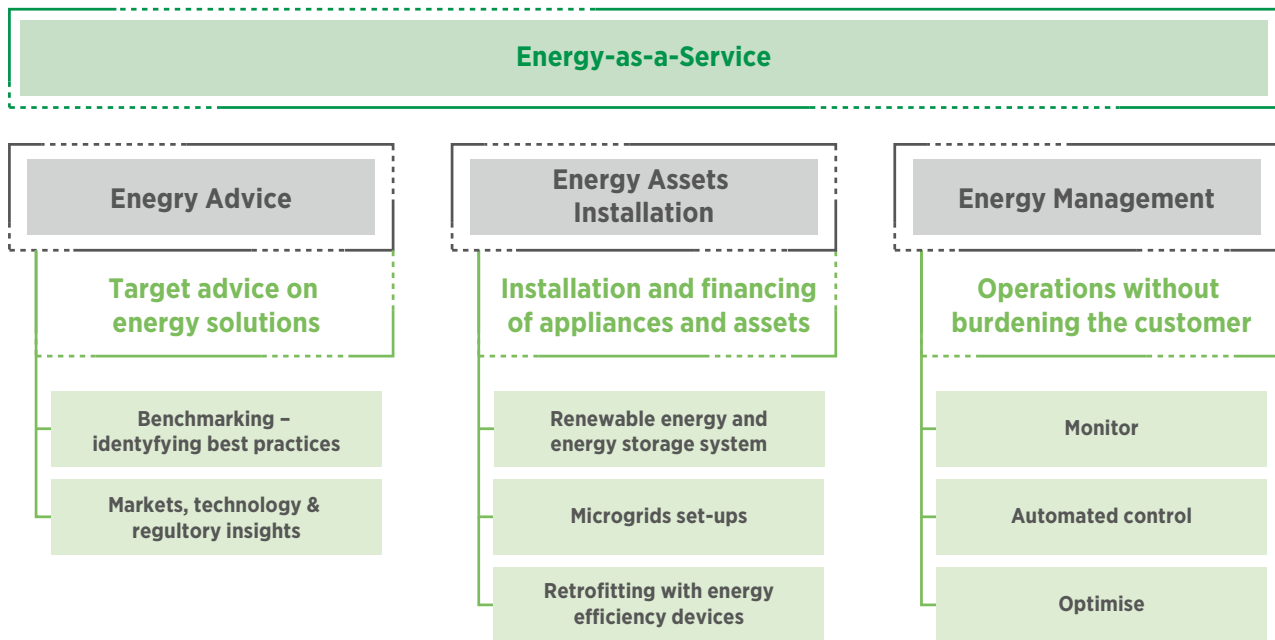 Energy-as-a-Service
Enegry Advice
Target advice on
energy solutions
Benchmarking –
identyfying best practices
Markets, technology &
regultory insights
Energy Assets
Installation
Installation and financing
of appliances and assets
Renewable energy and
energy storage system
Microgrids set-ups
Retrofitting with energy
efficiency devices
Energy Management
Operations without
burdening the customer
Monitor
Automated control
Optimise